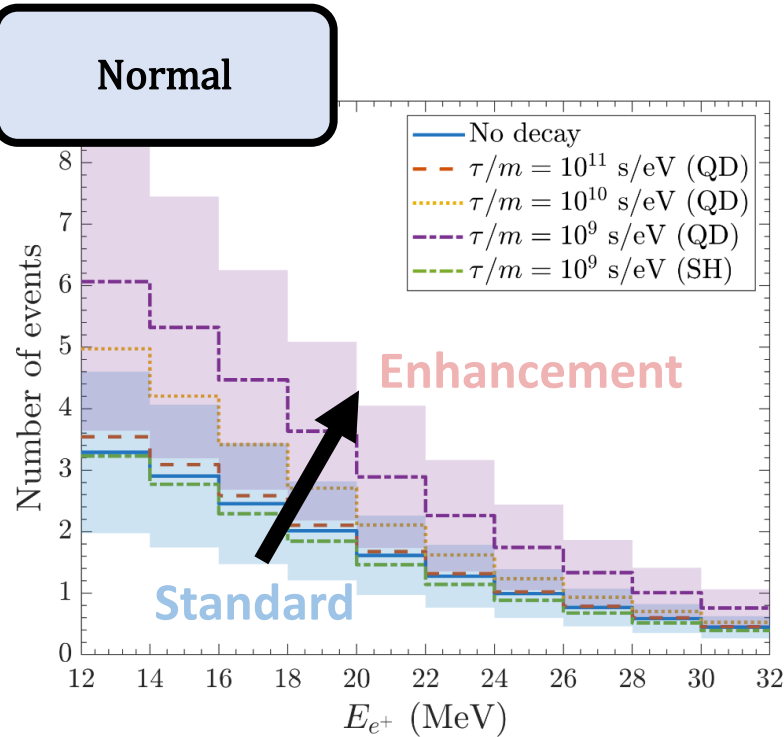 Normal
No decay
τ/m = 10¹¹ s/eV (QD)
τ/m = 10¹⁰ s/eV (QD)
τ/m = 10⁹ s/eV (QD)
τ/m = 10⁹ s/eV (SH)
Enhancement
Standard
Number of events
8
7
6
5
4
3
2
1
0
12 14 16 18 20 22 24 26 28 30 32
E_{e⁺} (MeV)